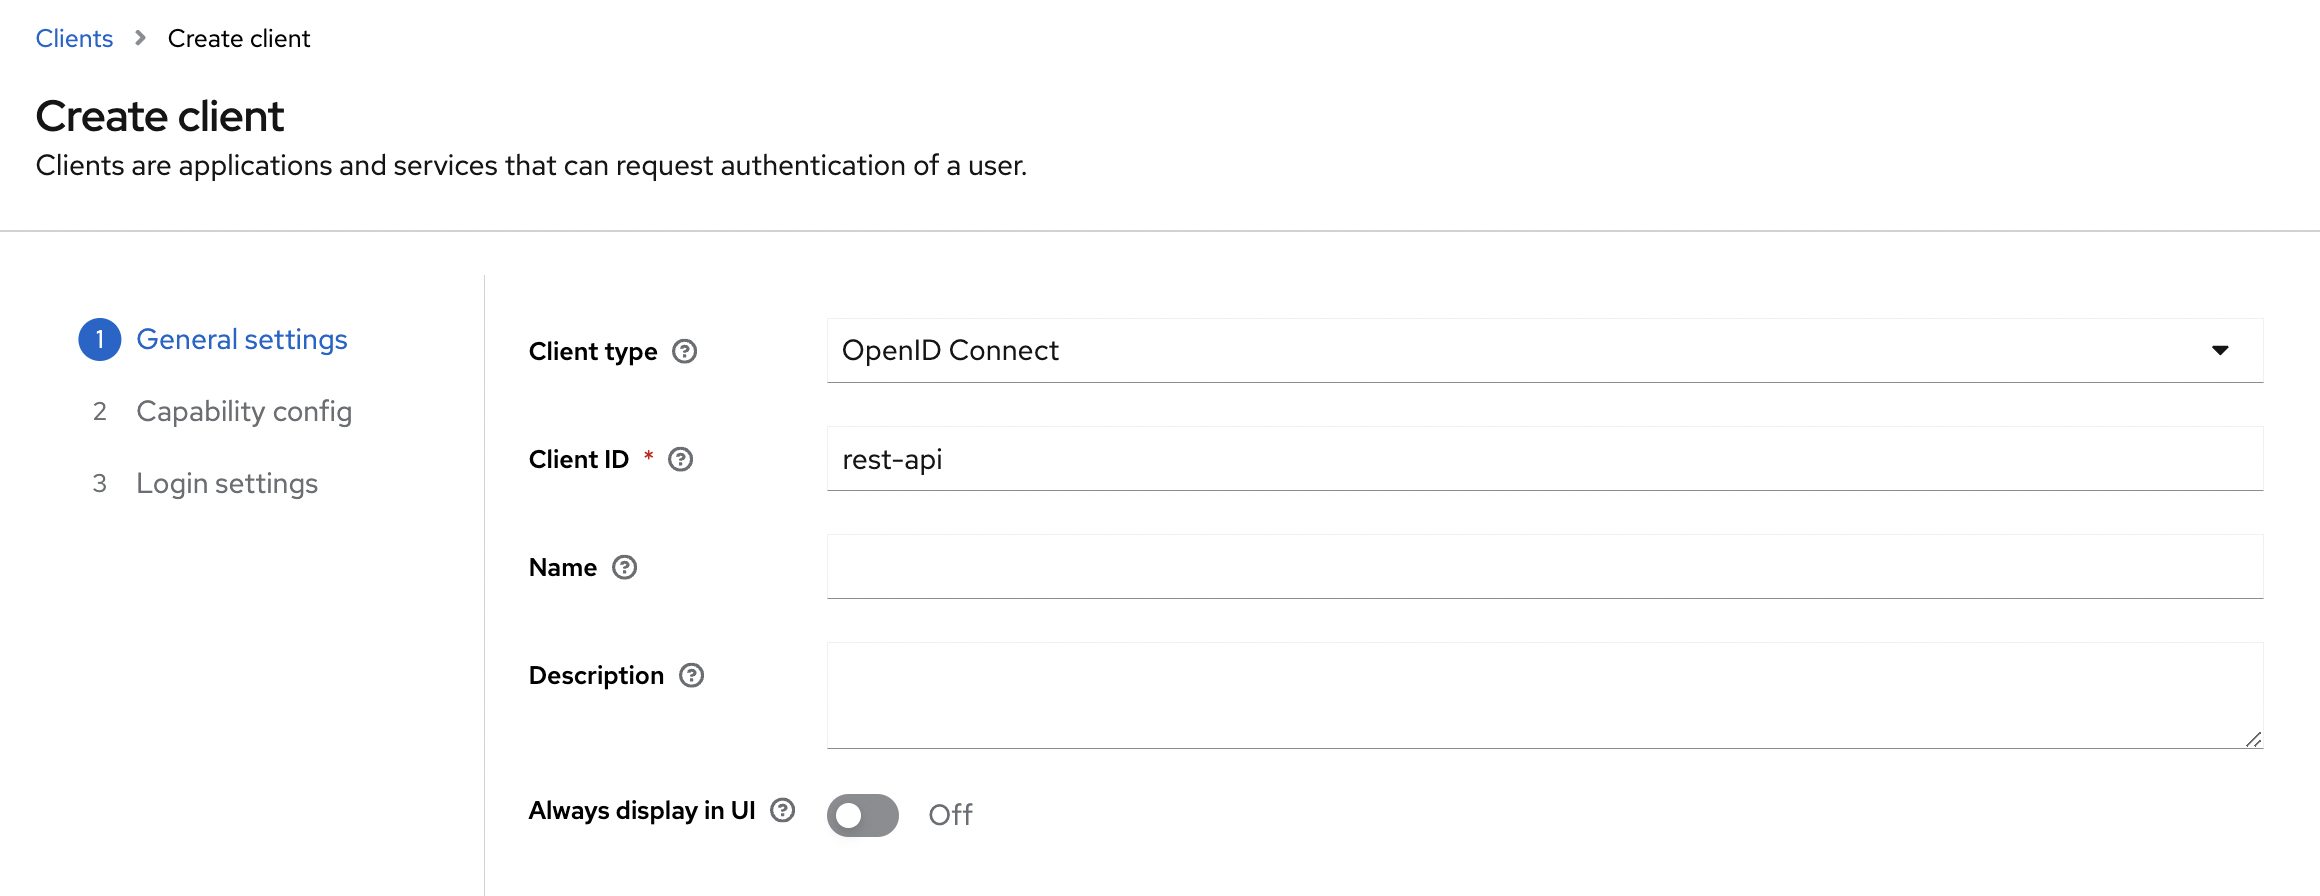 Clients > Create client
Create client
Clients are applications and services that can request authentication of a user.
1 General settings
2 Capability config
3 Login settings
Client type ? OpenID Connect
Client ID * ? rest-api
Name ?
Description ?
Always display in UI ? Off